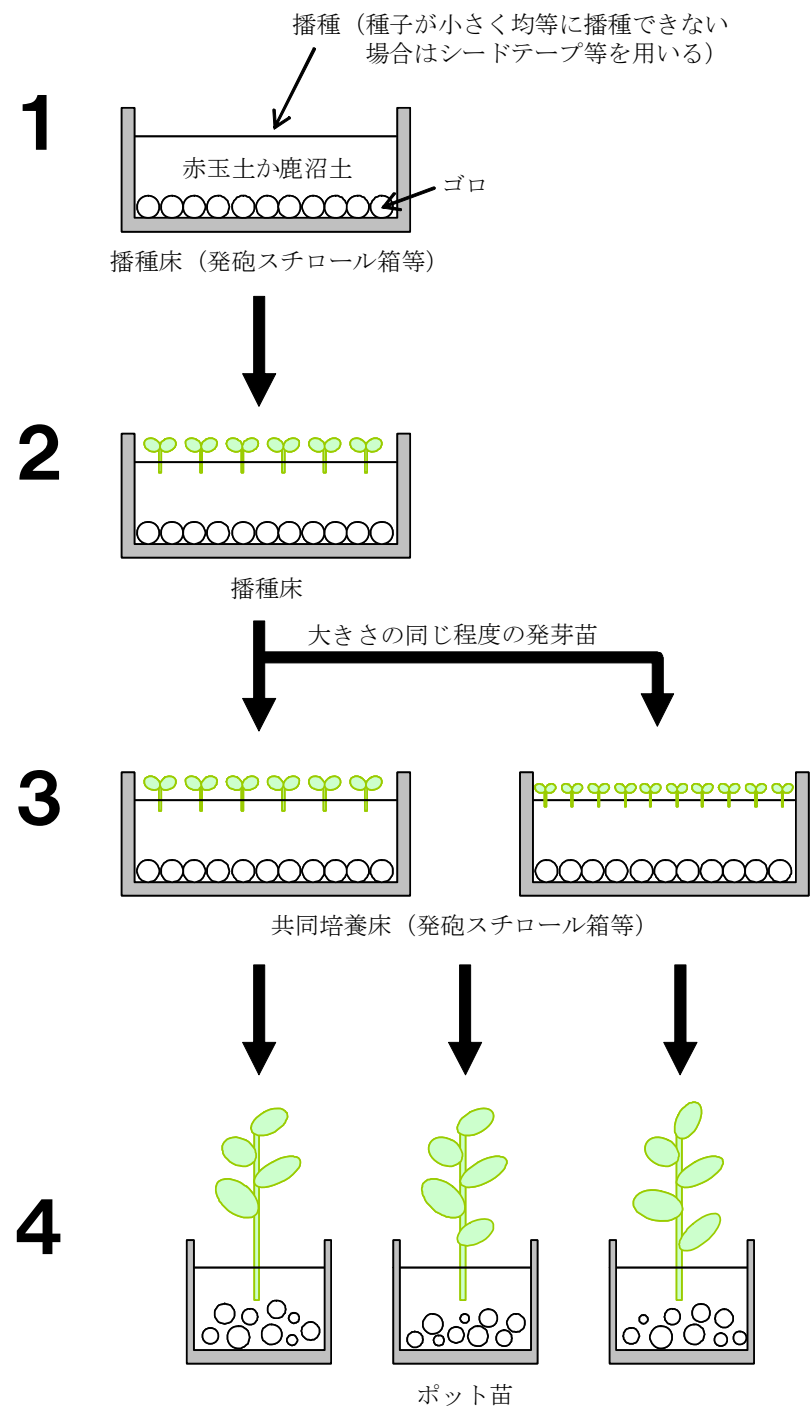 播種（種子が小さく均等に播種できない
場合はシードテープ等を用いる）
1
赤玉土か鹿沼土
ゴロ
播種床（発砲スチロール箱等）
2
播種床
大きさの同じ程度の発芽苗
3
共同培養床（発砲スチロール箱等）
4
ポット苗